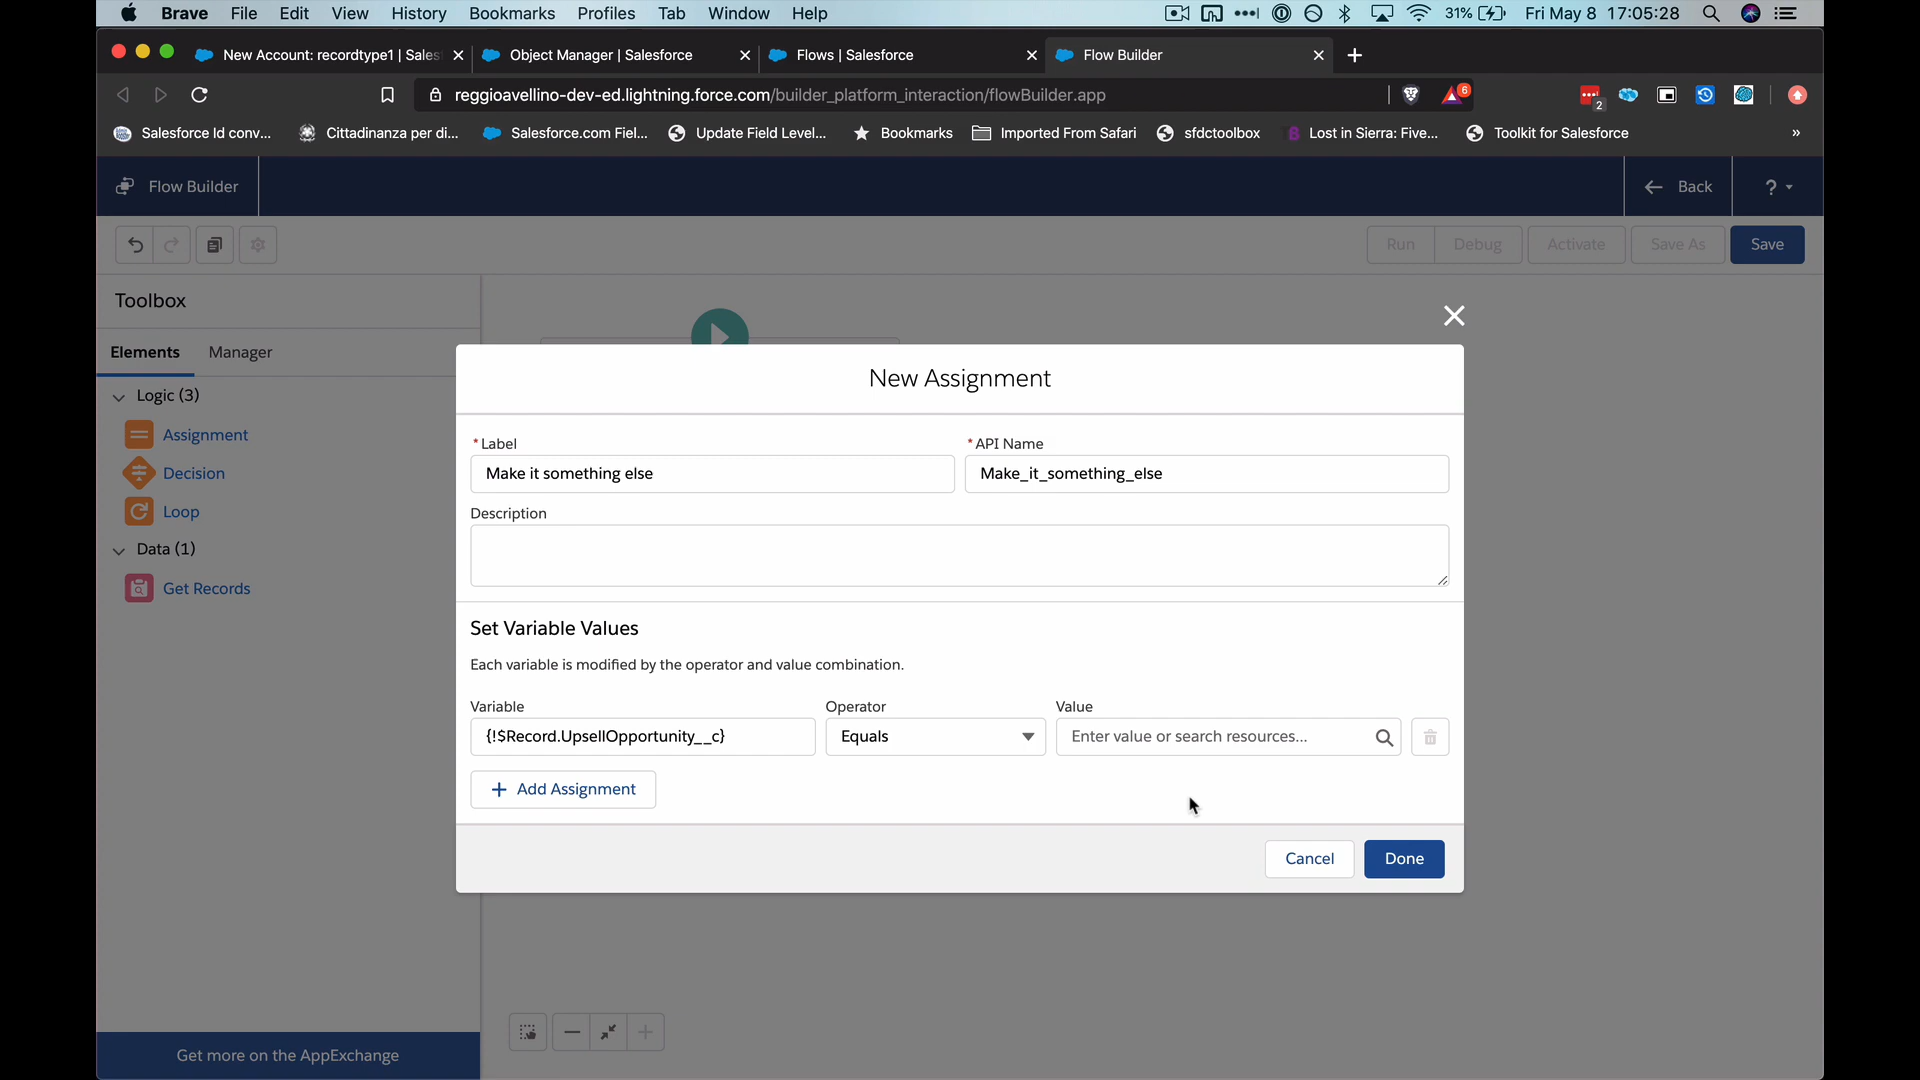 Brave File Edit View History Bookmarks Profiles Tab Window Help 31% Fri May 8 17:05:28
New Account: recordtype1 | Sales Object Manager | Salesforce Flows | Salesforce Flow Builder
reggioavellino-dev-ed.lightning.force.com/builder_platform_interaction/flowBuilder.app 6 2
Salesforce Id conv... Cittadinanza per di... Salesforce.com Fiel... Update Field Level... Bookmarks Imported From Safari sfdctoolbox Lost in Sierra: Five... Toolkit for Salesforce »
Flow Builder Back ?
Run Debug Activate Save As Save
Toolbox
Elements Manager
Logic (3)
Assignment
Decision
Loop
Data (1)
Get Records
Get more on the AppExchange
New Assignment
* Label * API Name
Make it something else Make_it_something_else
Description
Set Variable Values
Each variable is modified by the operator and value combination.
Variable Operator Value
{!$Record.UpsellOpportunity__c} Equals Enter value or search resources...
+ Add Assignment
Cancel Done